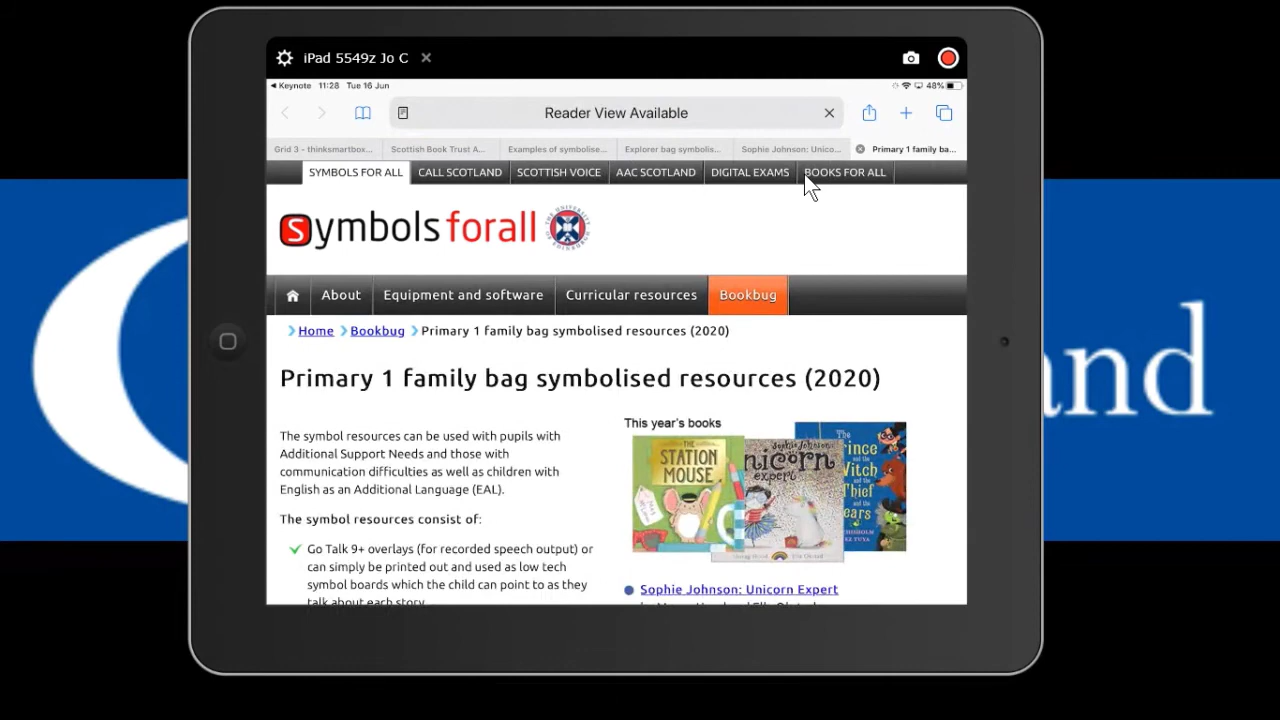 iPad 5549z Jo C
Keynote 11:28 Tue 16 Jun
48%
Reader View Available
Grid 3 - thinksmartbox...
Scottish Book Trust A...
Examples of symbolise...
Explorer bag symbolis...
Sophie Johnson: Unico...
Primary 1 family ba...
SYMBOLS FOR ALL
CALL SCOTLAND
SCOTTISH VOICE
AAC SCOTLAND
DIGITAL EXAMS
BOOKS FOR ALL
symbols forall
About
Equipment and software
Curricular resources
Bookbug
Home Bookbug Primary 1 family bag symbolised resources (2020)
Primary 1 family bag symbolised resources (2020)
The symbol resources can be used with pupils with
Additional Support Needs and those with
communication difficulties as well as children with
English as an Additional Language (EAL).
The symbol resources consist of:
Go Talk 9+ overlays (for recorded speech output) or
can simply be printed out and used as low tech
symbol boards which the child can point to as they
talk about each story
This year's books
THE
STATION
MOUSE
Sophie Johnson
nicorn
expert
The
rince
and the
Witch
and the
Thief
and the
ears
Sophie Johnson: Unicorn Expert
and